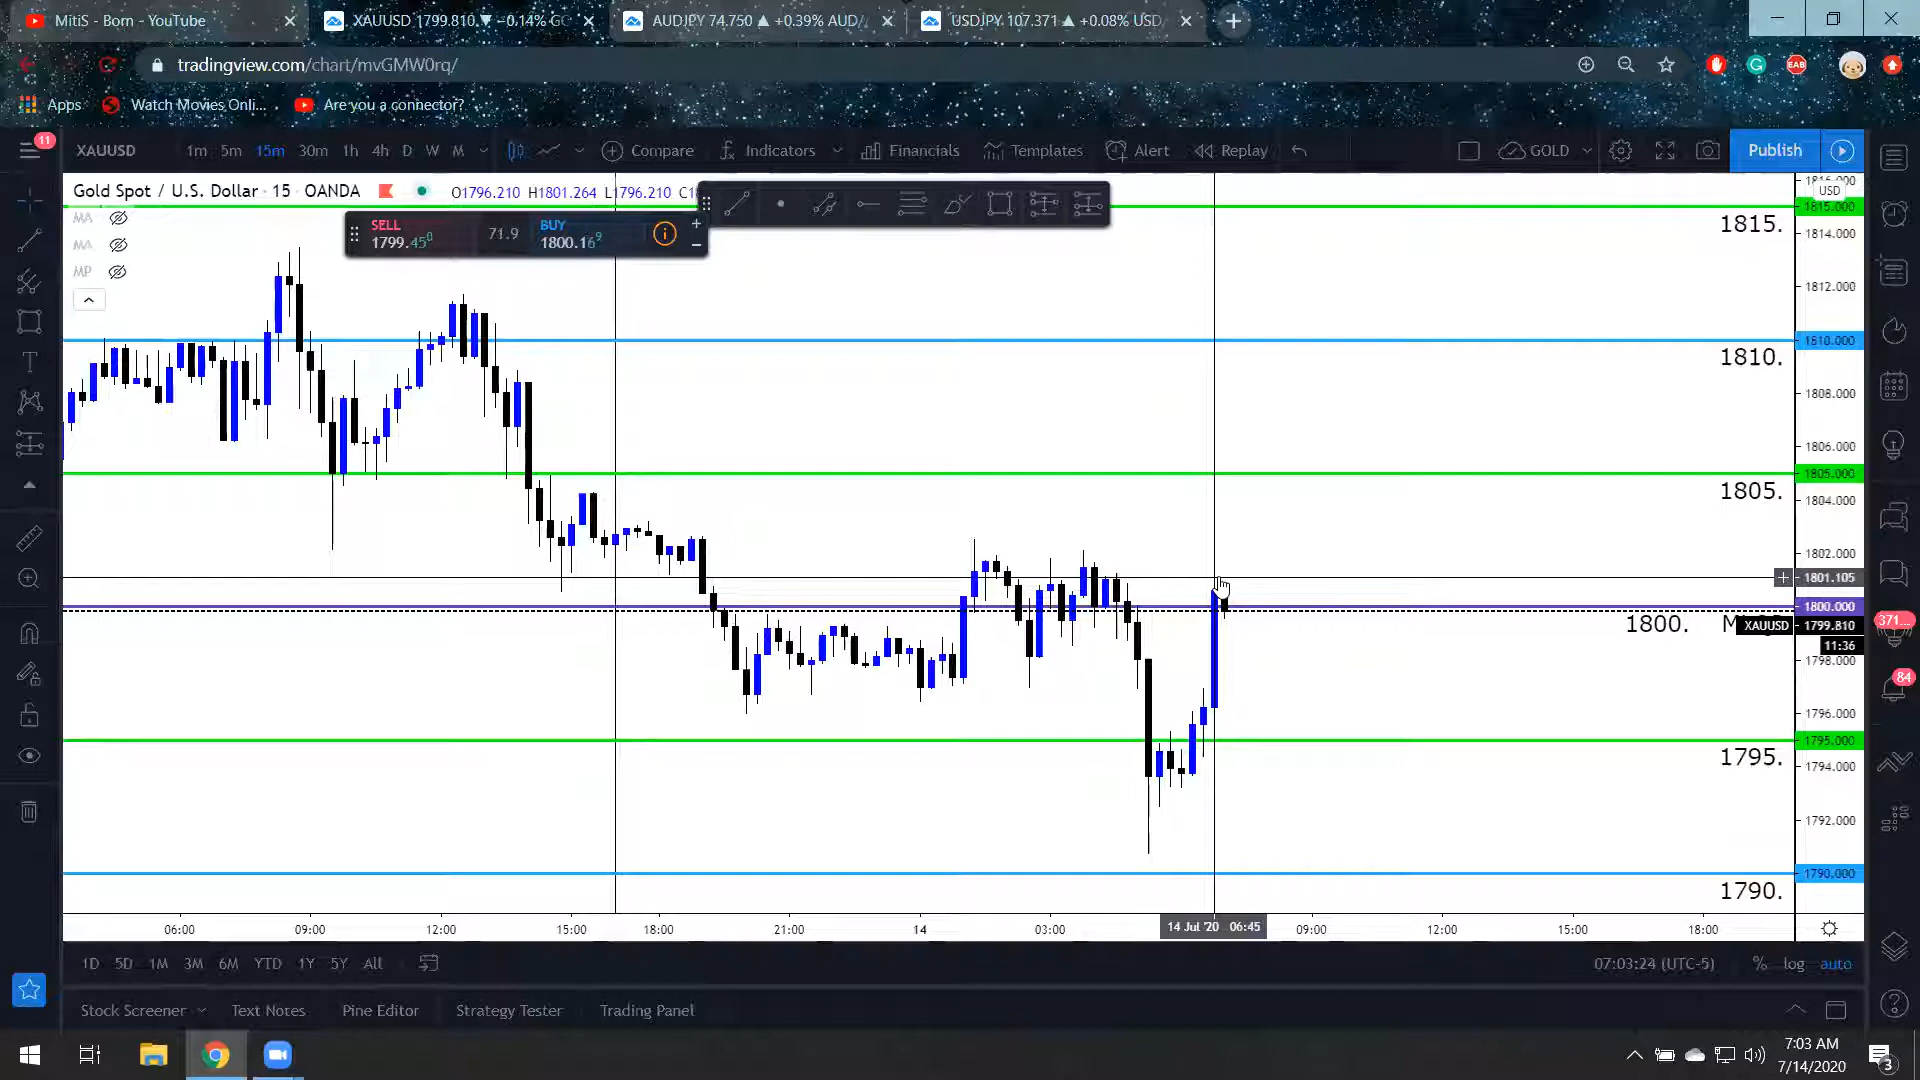 MitiS - Born - YouTube
XAUUSD 1799.810 ▼ −0.14% GO
AUDJPY 74.750 ▲ +0.39% AUD/
USDJPY 107.371 ▲ +0.08% USD
tradingview.com/chart/mvGMW0rq/
EAB
Apps
Watch Movies Onli...
Are you a connector?
11
XAUUSD
1m 5m 15m 30m 1h 4h D W M
Compare
Indicators
Financials
Templates
Alert
Replay
GOLD
Publish
Gold Spot / U.S. Dollar · 15 · OANDA
O1796.210 H1801.264 L1796.210
USD
MA
MA
MP
SELL
1799.450
71.9
BUY
1800.169
1815.000
1815.
1814.000
1812.000
1810.000
1810.
1808.000
1806.000
1805.000
1805.
1804.000
1802.000
1801.105
1800.000
1800.
XAUUSD 1799.810
11:36
1798.000
1796.000
1795.000
1795.
1794.000
1792.000
1790.000
1790.
371...
84
06:00 09:00 12:00 15:00 18:00 21:00 14 03:00 14 Jul '20 06:45 09:00 12:00 15:00 18:00
1D 5D 1M 3M 6M YTD 1Y 5Y All
07:03:24 (UTC-5)
% log auto
Stock Screener
Text Notes
Pine Editor
Strategy Tester
Trading Panel
7:03 AM
7/14/2020
3